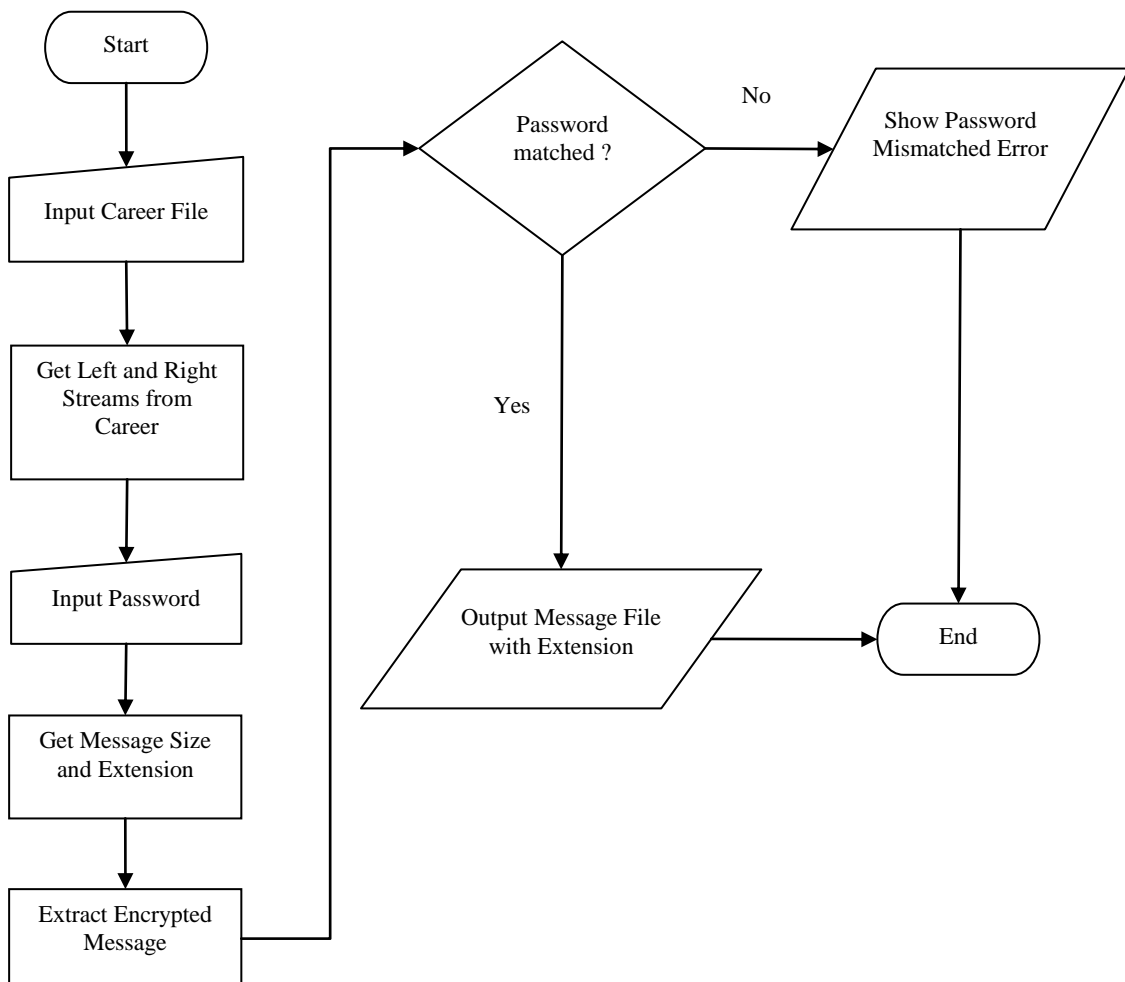 Start
Input Career File
Get Left and Right
Streams from
Career
Input Password
Get Message Size
and Extension
Extract Encrypted
Message
Password
matched ?
No
Show Password
Mismatched Error
Yes
Output Message File
with Extension
End